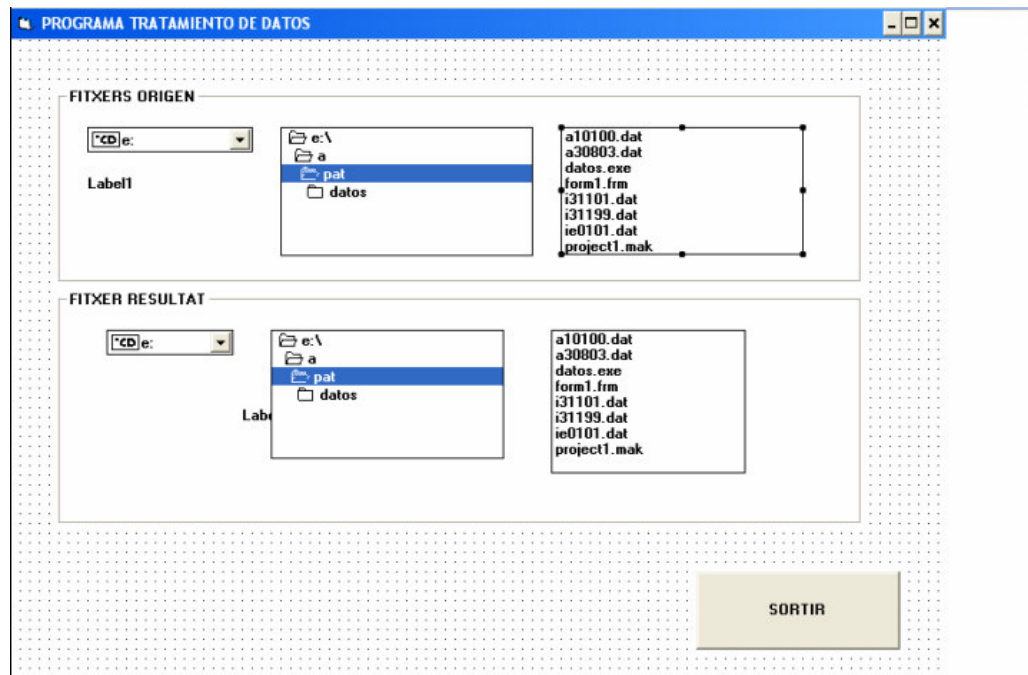 PROGRAMA TRATAMIENTO DE DATOS
FITXERS ORIGEN
e:
Label1
e:\
a
pat
datos
a10100.dat
a30803.dat
datos.exe
form1.frm
i31101.dat
i31199.dat
ie0101.dat
project1.mak
FITXER RESULTAT
e:
Labe
e:\
a
pat
datos
a10100.dat
a30803.dat
datos.exe
form1.frm
i31101.dat
i31199.dat
ie0101.dat
project1.mak
SORTIR